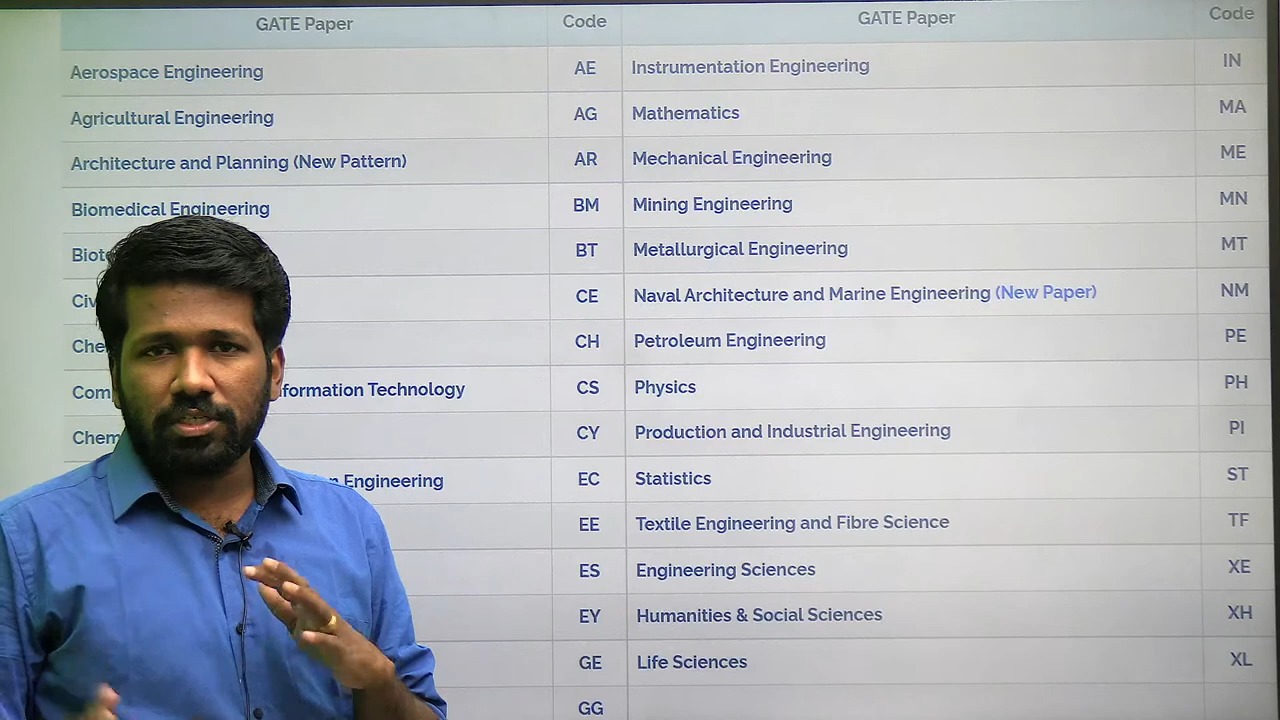 GATE Paper Code GATE Paper Code
Aerospace Engineering AE Instrumentation Engineering IN
Agricultural Engineering AG Mathematics MA
Architecture and Planning (New Pattern) AR Mechanical Engineering ME
Biomedical Engineering BM Mining Engineering MN
BT Metallurgical Engineering MT
CE Naval Architecture and Marine Engineering (New Paper) NM
CH Petroleum Engineering PE
Technology CS Physics PH
CY Production and Industrial Engineering PI
Engineering EC Statistics ST
EE Textile Engineering and Fibre Science TF
ES Engineering Sciences XE
EY Humanities & Social Sciences XH
GE Life Sciences XL
GG